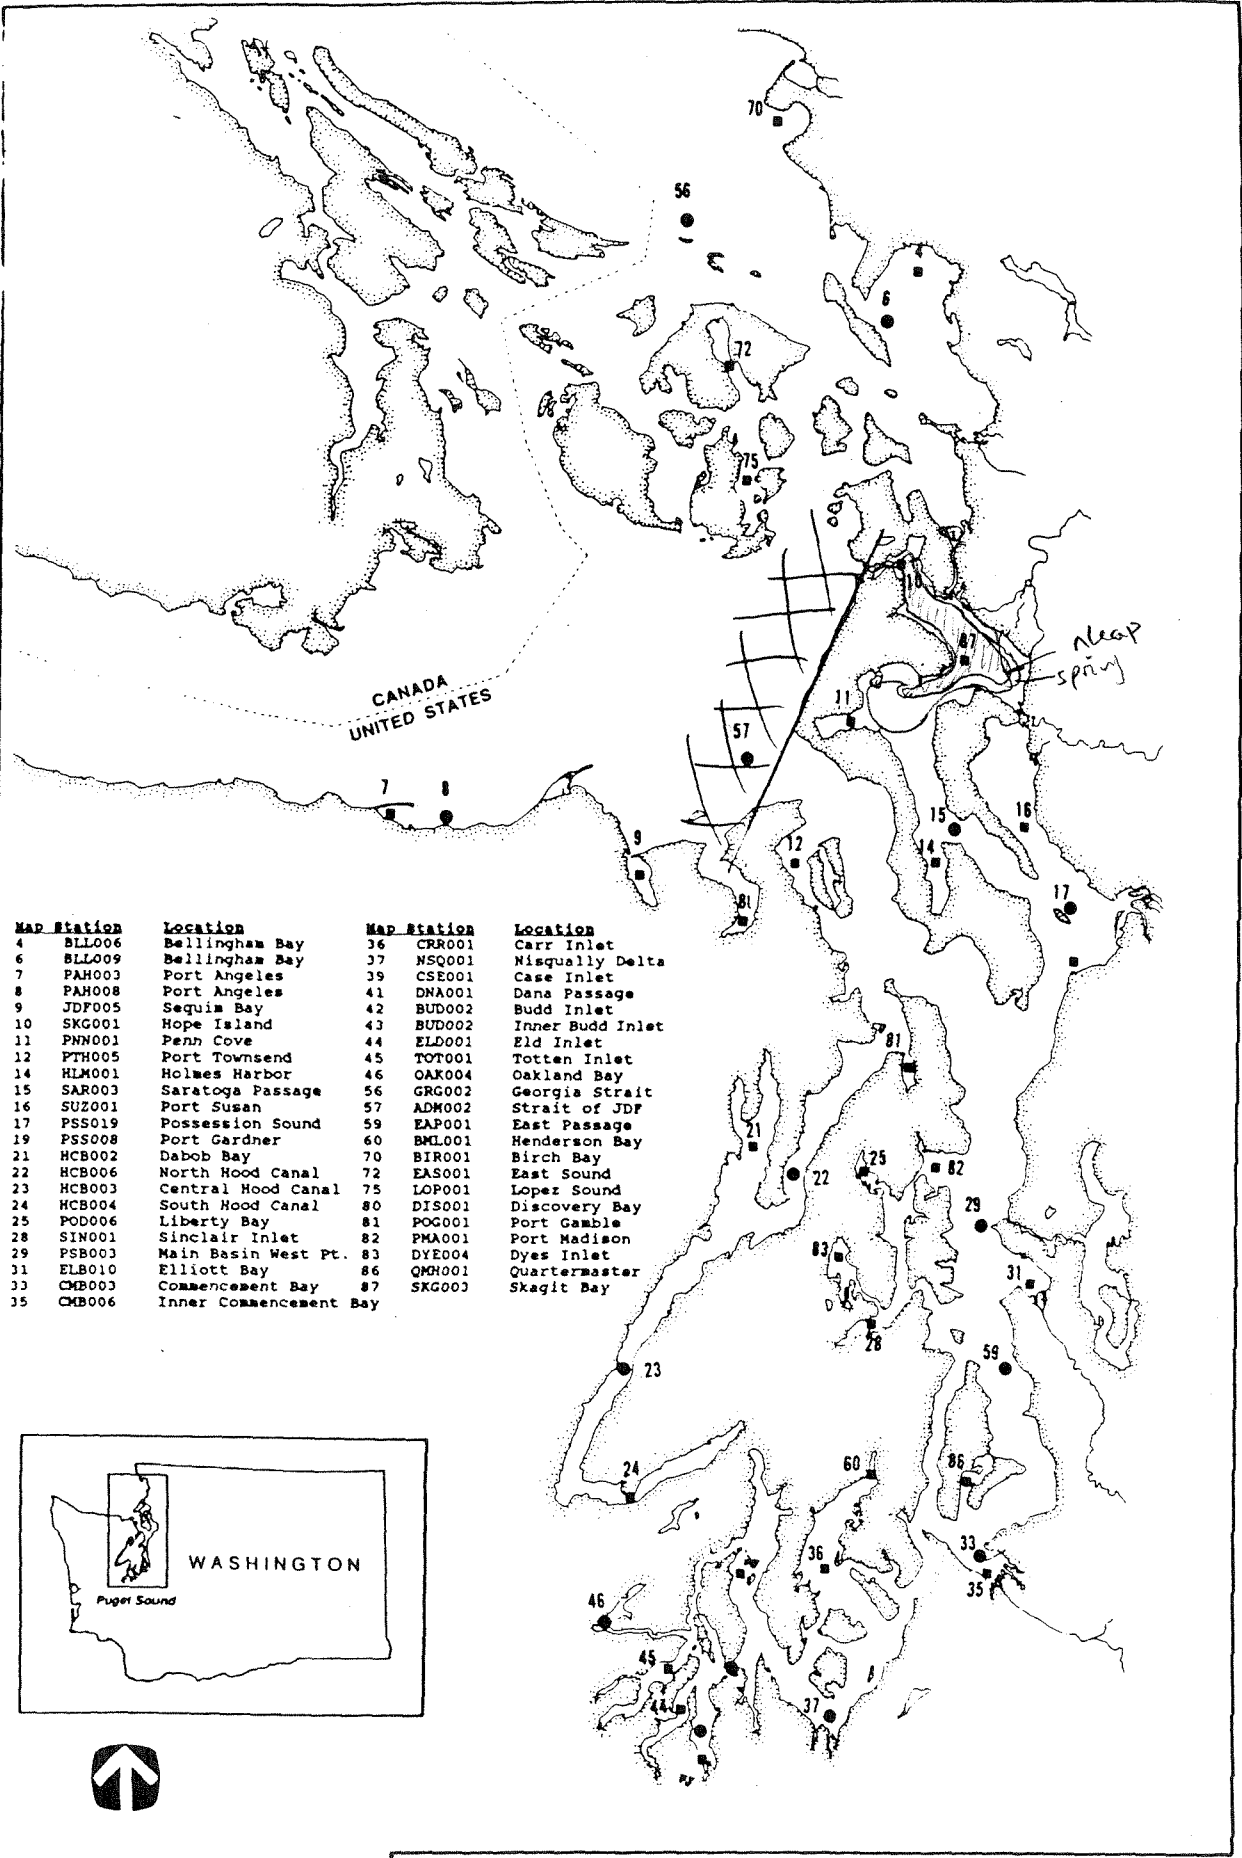 70
56
4
6
72
75
10
87
neap
spring
CANADA
UNITED STATES
11
57
7
8
9
12
15
16
14
17
81
Map Station Location Map Station Location
4 BLL006 Bellingham Bay 36 CRR001 Carr Inlet
6 BLL009 Bellingham Bay 37 NSQ001 Nisqually Delta
7 PAH003 Port Angeles 39 CSE001 Case Inlet
8 PAH008 Port Angeles 41 DNA001 Dana Passage
9 JDF005 Sequim Bay 42 BUD002 Budd Inlet
10 SKG001 Hope Island 43 BUD002 Inner Budd Inlet
11 PNN001 Penn Cove 44 ELD001 Eld Inlet
12 PTH005 Port Townsend 45 TOT001 Totten Inlet
14 HLM001 Holmes Harbor 46 OAK004 Oakland Bay
15 SAR003 Saratoga Passage 56 GRG002 Georgia Strait
16 SUZ001 Port Susan 57 ADM002 Strait of JDF
17 PSS019 Possession Sound 59 EAP001 East Passage
19 PSS008 Port Gardner 60 BML001 Henderson Bay
21 HCB002 Dabob Bay 70 BIR001 Birch Bay
22 HCB006 North Hood Canal 72 EAS001 East Sound
23 HCB003 Central Hood Canal 75 LOP001 Lopez Sound
24 HCB004 South Hood Canal 80 DIS001 Discovery Bay
25 POD006 Liberty Bay 81 POG001 Port Gamble
28 SIN001 Sinclair Inlet 82 PMA001 Port Madison
29 PSB003 Main Basin West Pt. 83 DYE004 Dyes Inlet
31 ELB010 Elliott Bay 86 QMH001 Quartermaster
33 CMB003 Commencement Bay 87 SKG003 Skagit Bay
35 CMB006 Inner Commencement Bay
81
21
22
25
82
29
83
31
28
23
59
24
60
86
33
36
35
46
45
44
37
WASHINGTON
Puget Sound